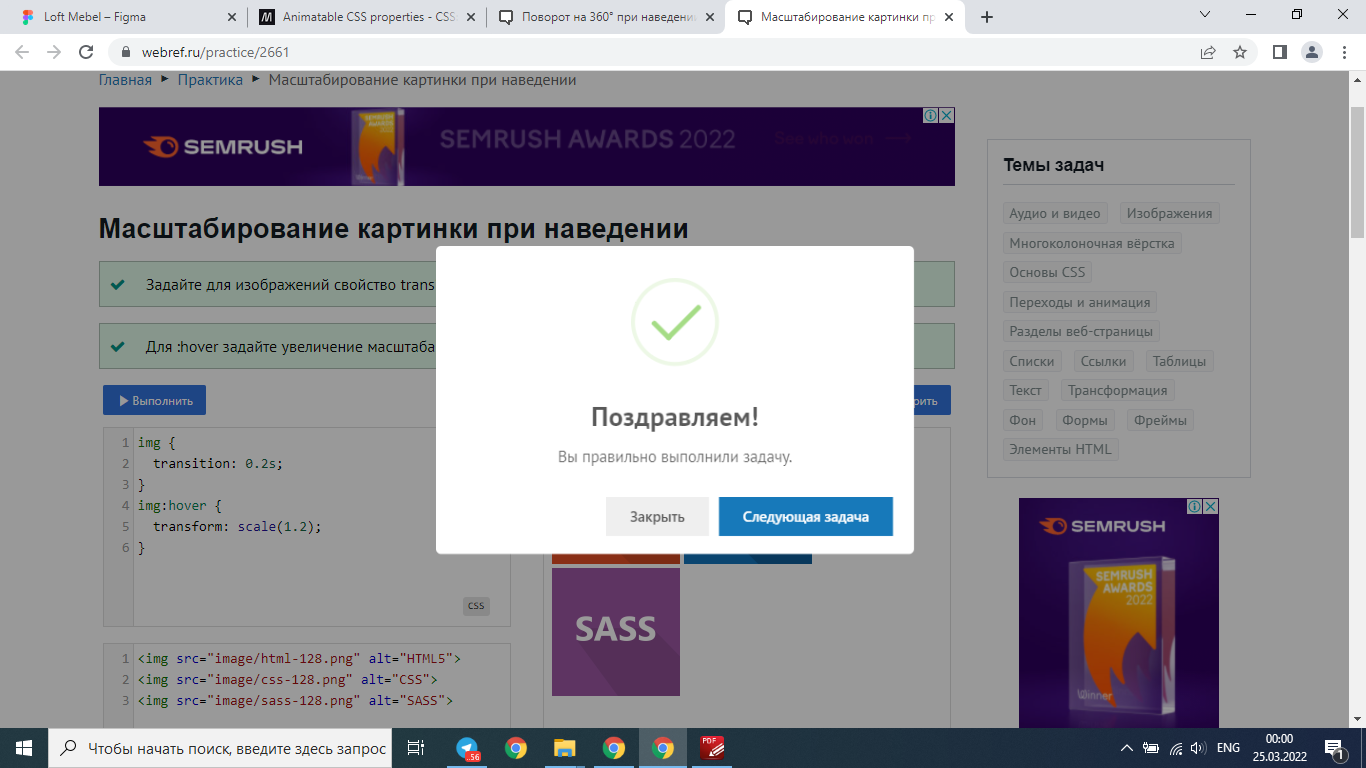 Loft Mebel – Figma
Animatable CSS properties - CSS
Поворот на 360° при наведении
Масштабирование картинки пр
webref.ru/practice/2661
Главная ► Практика ► Масштабирование картинки при наведении
SEMRUSH
SEMRUSH AWARDS 2022
See who won
Масштабирование картинки при наведении
Задайте для изображений свойство trans
Для :hover задайте увеличение масштаба
Выполнить
рить
1 img {
2 transition: 0.2s;
3 }
4 img:hover {
5 transform: scale(1.2);
6 }
CSS
1 <img src="image/html-128.png" alt="HTML5">
2 <img src="image/css-128.png" alt="CSS">
3 <img src="image/sass-128.png" alt="SASS">
SASS
Поздравляем!
Вы правильно выполнили задачу.
Закрыть
Следующая задача
Темы задач
Аудио и видео
Изображения
Многоколоночная вёрстка
Основы CSS
Переходы и анимация
Разделы веб-страницы
Списки
Ссылки
Таблицы
Текст
Трансформация
Фон
Формы
Фреймы
Элементы HTML
SEMRUSH
SEMRUSH
AWARDS
2022
Winner
Чтобы начать поиск, введите здесь запрос
.56
PDF
ENG
00:00
25.03.2022
1